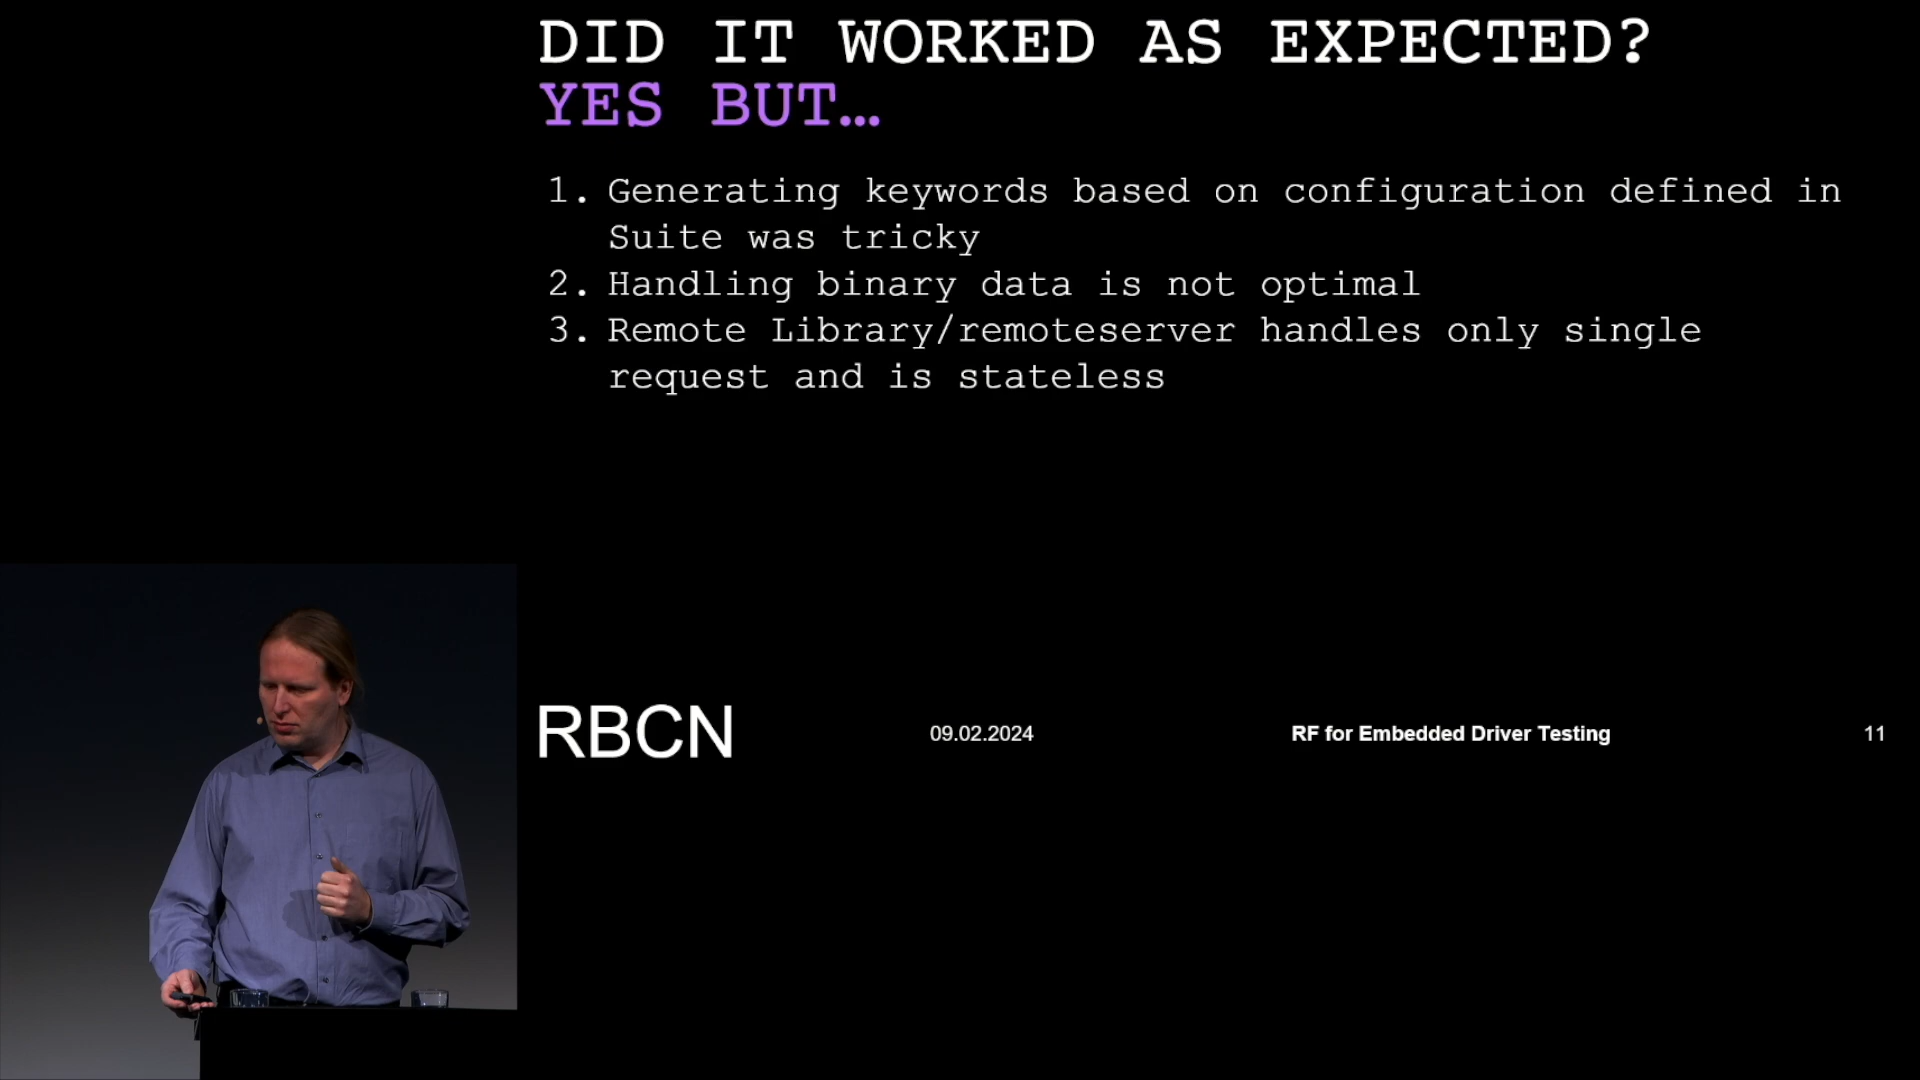 DID IT WORKED AS EXPECTED?
YES BUT…
1. Generating keywords based on configuration defined in
Suite was tricky
2. Handling binary data is not optimal
3. Remote Library/remoteserver handles only single
request and is stateless
RBCN
09.02.2024
RF for Embedded Driver Testing
11